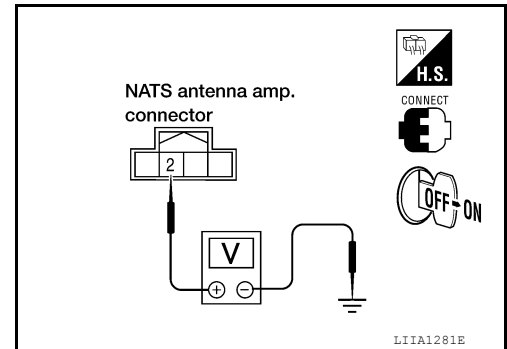 NATS antenna amp.
connector
2
V
+ −
H.S.
CONNECT
OFF ON
LIIA1281E